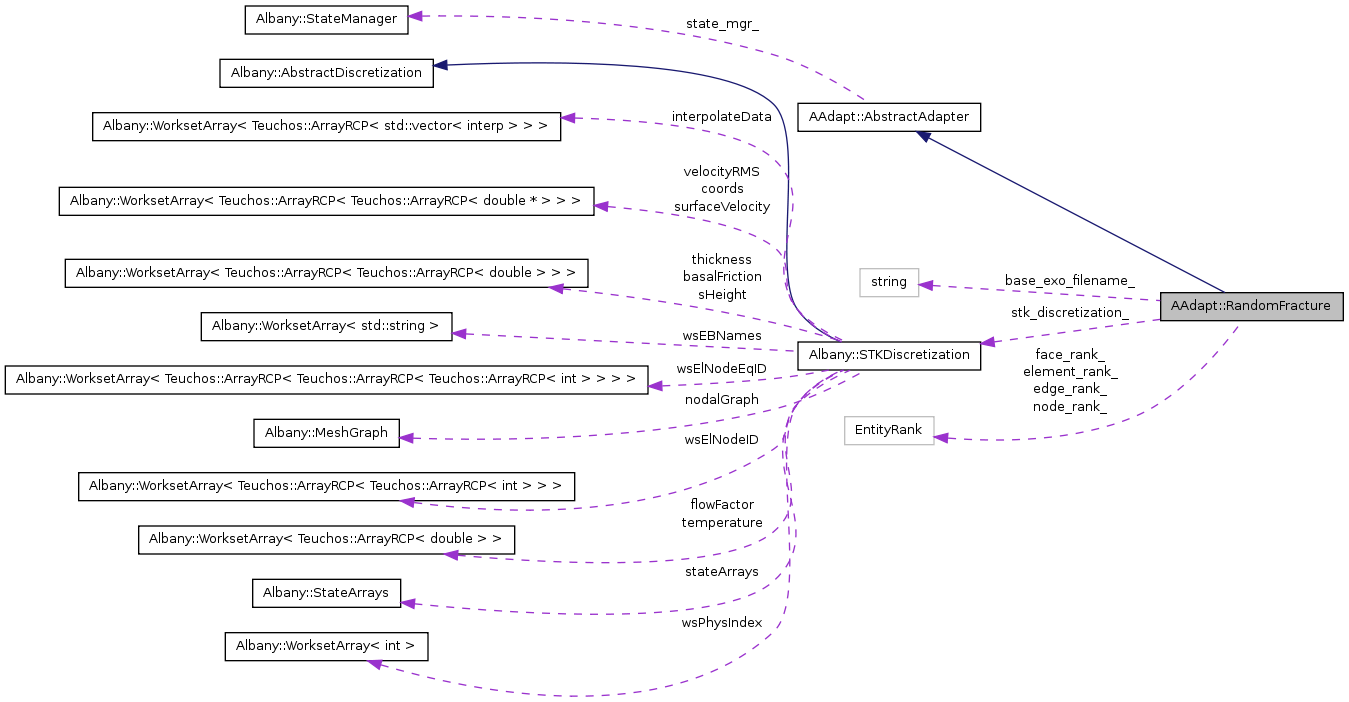 Albany::StateManager
state_mgr_
Albany::AbstractDiscretization
AAdapt::AbstractAdapter
Albany::WorksetArray< Teuchos::ArrayRCP< std::vector< interp > > >
interpolateData
Albany::WorksetArray< Teuchos::ArrayRCP< Teuchos::ArrayRCP< double * > > >
velocityRMS
coords
surfaceVelocity
Albany::WorksetArray< Teuchos::ArrayRCP< Teuchos::ArrayRCP< double > > >
thickness
basalFriction
sHeight
string
base_exo_filename_
AAdapt::RandomFracture
Albany::WorksetArray< std::string >
wsEBNames
stk_discretization_
Albany::STKDiscretization
Albany::WorksetArray< Teuchos::ArrayRCP< Teuchos::ArrayRCP< Teuchos::ArrayRCP< int > > > >
wsElNodeEqID
face_rank_
element_rank_
edge_rank_
node_rank_
nodalGraph
Albany::MeshGraph
EntityRank
wsElNodeID
Albany::WorksetArray< Teuchos::ArrayRCP< Teuchos::ArrayRCP< int > > >
flowFactor
temperature
Albany::WorksetArray< Teuchos::ArrayRCP< double > >
stateArrays
Albany::StateArrays
wsPhysIndex
Albany::WorksetArray< int >